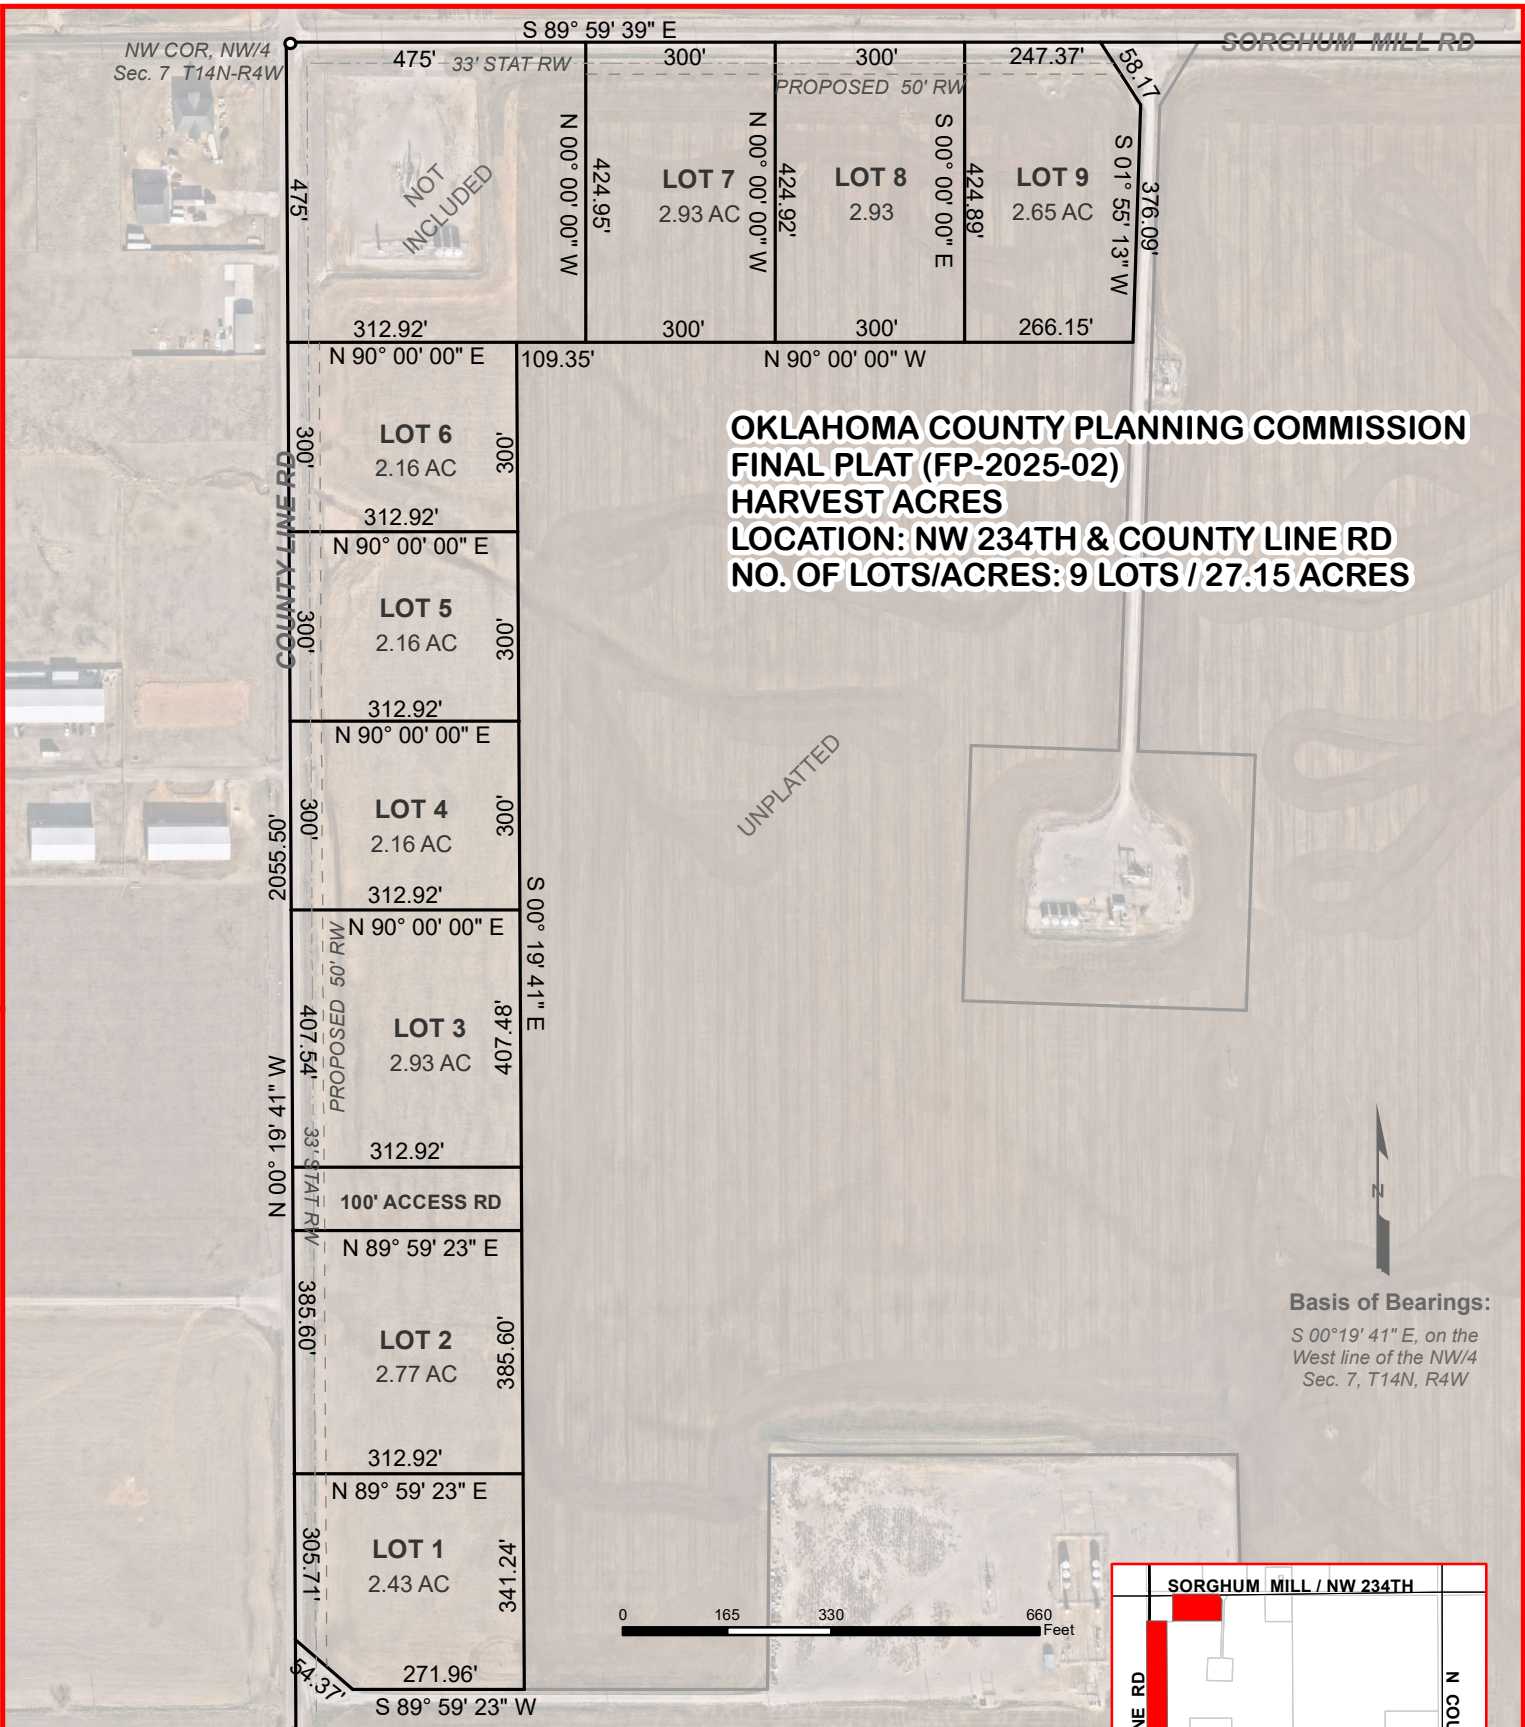 S 89° 59' 39" E
NW COR, NW/4
Sec. 7 T14N-R4W
475'
33' STAT RW
300'
300'
247.37'
58.17
SORGHUM MILL RD
PROPOSED 50' RW
475'
NOT
INCLUDED
N 00° 00' 00" W
424.95'
LOT 7
2.93 AC
N 00° 00' 00" W
424.92'
LOT 8
2.93
S 00° 00' 00" E
424.89'
LOT 9
2.65 AC
S 01° 55' 13" W
376.09'
312.92'
300'
300'
266.15'
N 90° 00' 00" E
109.35'
N 90° 00' 00" W
OKLAHOMA COUNTY PLANNING COMMISSION
FINAL PLAT (FP-2025-02)
HARVEST ACRES
LOCATION: NW 234TH & COUNTY LINE RD
NO. OF LOTS/ACRES: 9 LOTS / 27.15 ACRES
COUNTY LINE RD
300'
LOT 6
2.16 AC
300'
312.92'
N 90° 00' 00" E
300'
LOT 5
2.16 AC
300'
312.92'
N 90° 00' 00" E
UNPLATTED
2055.50'
300'
LOT 4
2.16 AC
300'
312.92'
N 90° 00' 00" E
S 00° 19' 41" E
N 00° 19' 41" W
407.54'
PROPOSED 50' RW
LOT 3
2.93 AC
407.48'
312.92'
33' STAT RW
100' ACCESS RD
N 89° 59' 23" E
385.60'
LOT 2
2.77 AC
385.60'
312.92'
N 89° 59' 23" E
305.71'
LOT 1
2.43 AC
341.24'
54.37'
271.96'
S 89° 59' 23" W
N
Basis of Bearings:
S 00°19' 41" E, on the
West line of the NW/4
Sec. 7, T14N, R4W
0 165 330 660
Feet
SORGHUM MILL / NW 234TH
NE RD
N COU